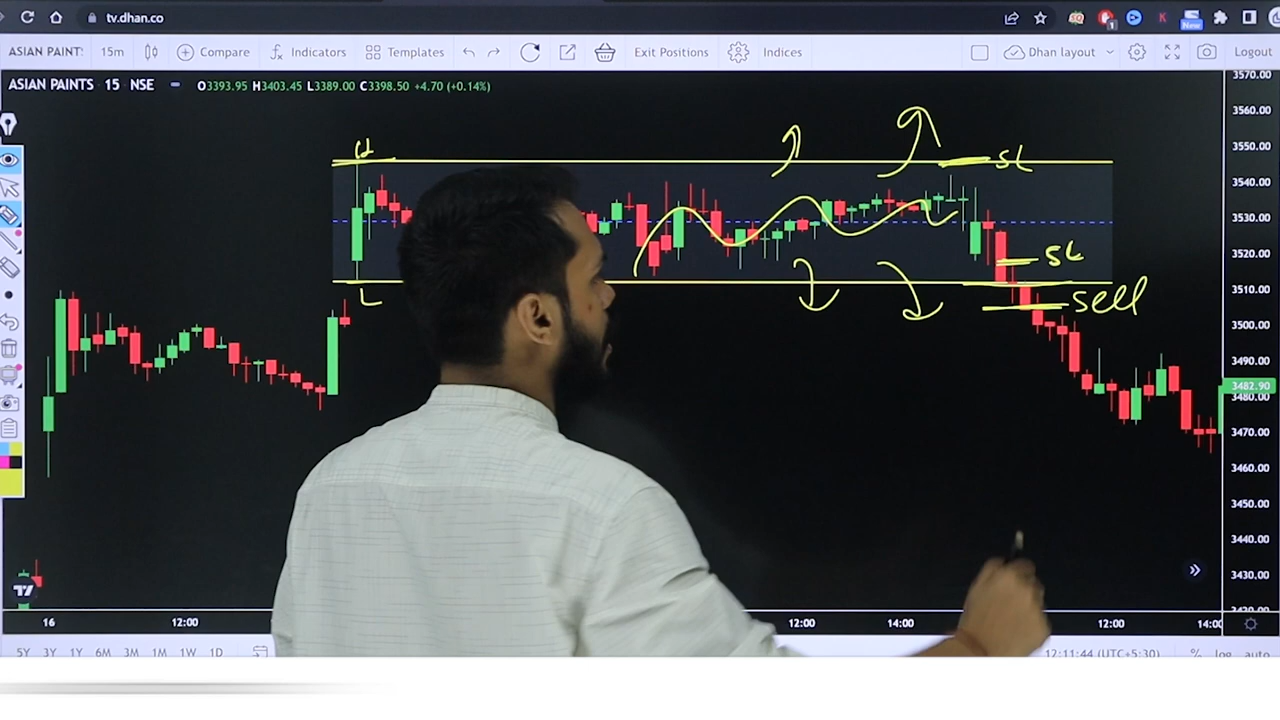 tv.dhan.co
New
1
ASIAN PAINT 15m Compare Indicators Templates Exit Positions Indices Dhan layout Logout
ASIAN PAINTS 15 NSE O3393.95 H3403.45 L3389.00 C3398.50 +4.70 (+0.14%)
3570.00
3560.00
3550.00
3540.00
3530.00
3520.00
3510.00
3500.00
3490.00
3482.90
3480.00
3470.00
3460.00
3450.00
3440.00
3430.00
3420.00
H
SL
SL
L
Sell
16 12:00 12:00 14:00 12:00 14:00
5Y 3Y 1Y 6M 3M 1M 1W 1D 12:11:44 (UTC+5:30) % log auto